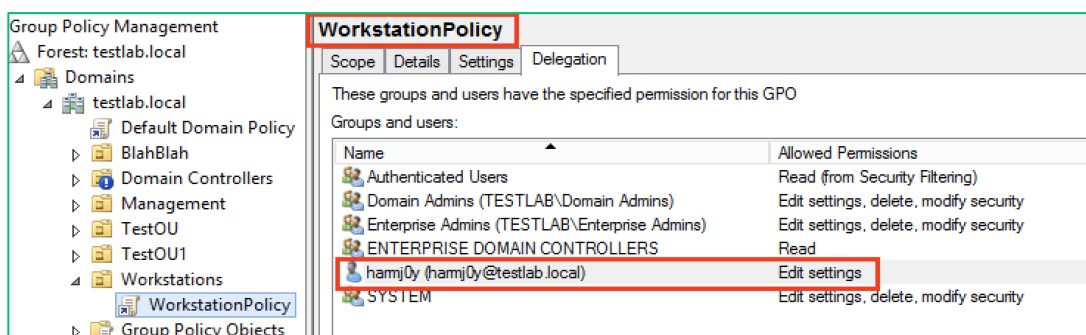 Group Policy Management
Forest: testlab.local
Domains
testlab.local
Default Domain Policy
BlahBlah
Domain Controllers
Management
TestOU
TestOU1
Workstations
WorkstationPolicy
Group Policy Objects
WorkstationPolicy
Scope Details Settings Delegation
These groups and users have the specified permission for this GPO
Groups and users:
Name Allowed Permissions
Authenticated Users Read (from Security Filtering)
Domain Admins (TESTLAB\Domain Admins) Edit settings, delete, modify security
Enterprise Admins (TESTLAB\Enterprise Admins) Edit settings, delete, modify security
ENTERPRISE DOMAIN CONTROLLERS Read
harmj0y (harmj0y@testlab.local) Edit settings
SYSTEM Edit settings, delete, modify security